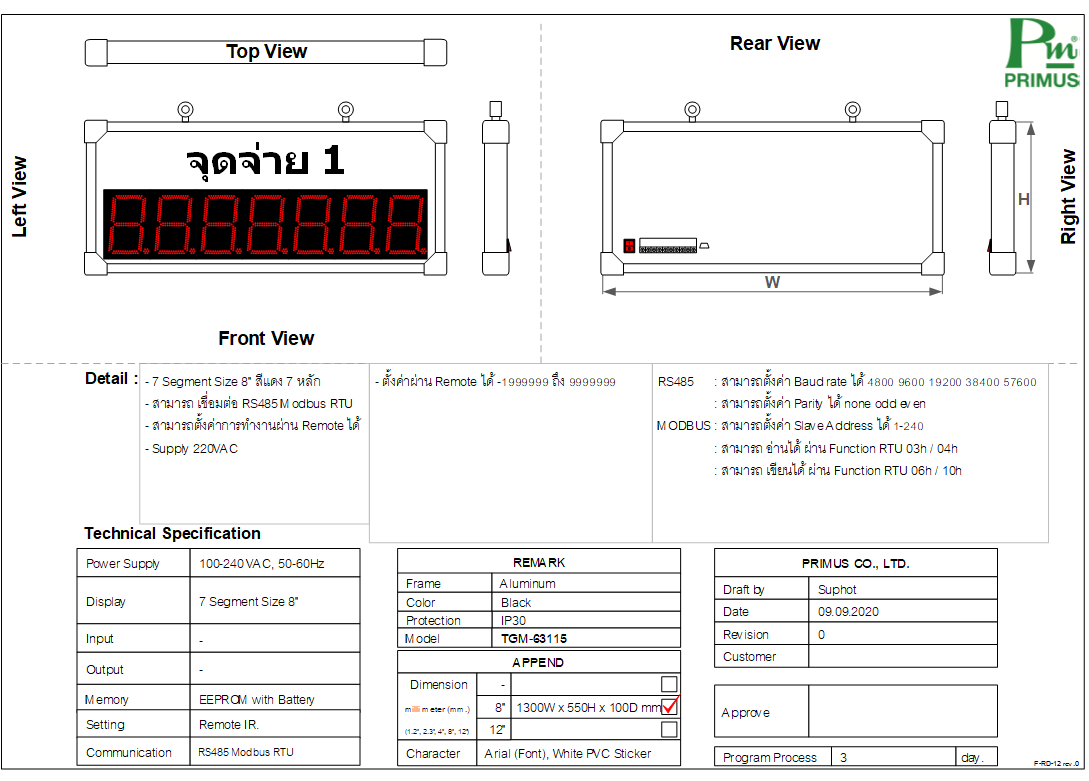 Top View
Rear View
Pm®
PRIMUS
Left View
จุดจ่าย 1
8.8.8.8.8.8.8.
H
Right View
W
Front View
Detail :
- 7 Segment Size 8" สีแดง 7 หลัก
- สามารถ เชื่อมต่อ RS485 Modbus RTU
- สามารถตั้งค่าการทำงานผ่าน Remote ได้
- Supply 220VAC
- ตั้งค่าผ่าน Remote ได้ -1999999 ถึง 9999999
RS485 : สามารถตั้งค่า Baud rate ได้ 4800 9600 19200 38400 57600
: สามารถตั้งค่า Parity ได้ none odd even
MODBUS : สามารถตั้งค่า Slave Address ได้ 1-240
: สามารถ อ่านได้ ผ่าน Function RTU 03h / 04h
: สามารถ เขียนได้ ผ่าน Function RTU 06h / 10h
Technical Specification
Power Supply 100-240VAC, 50-60Hz
Display 7 Segment Size 8"
Input -
Output -
Memory EEPROM with Battery
Setting Remote IR.
Communication RS485 Modbus RTU
REMARK
Frame Aluminum
Color Black
Protection IP30
Model TGM-63115
APPEND
Dimension -
millimeter (mm.) 8" 1300W x 550H x 100D mm
(1.2", 2.3", 4", 8", 12") 12"
Character Arial (Font), White PVC Sticker
PRIMUS CO., LTD.
Draft by Suphot
Date 09.09.2020
Revision 0
Customer
Approve
Program Process 3 day.
F-RD-12 rev.0